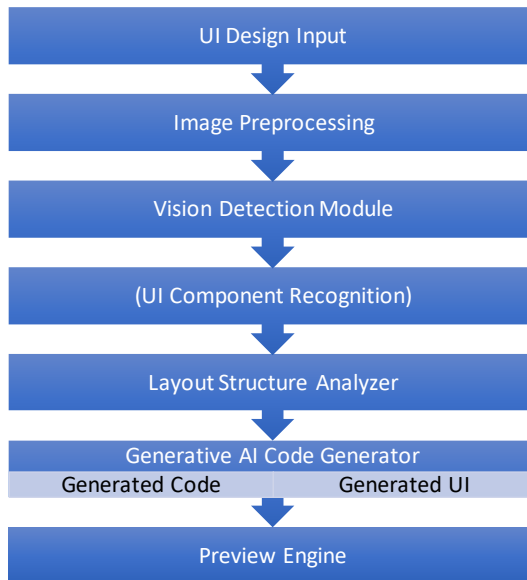 UI Design Input
Image Preprocessing
Vision Detection Module
(UI Component Recognition)
Layout Structure Analyzer
Generative AI Code Generator
Generated Code Generated UI
Preview Engine